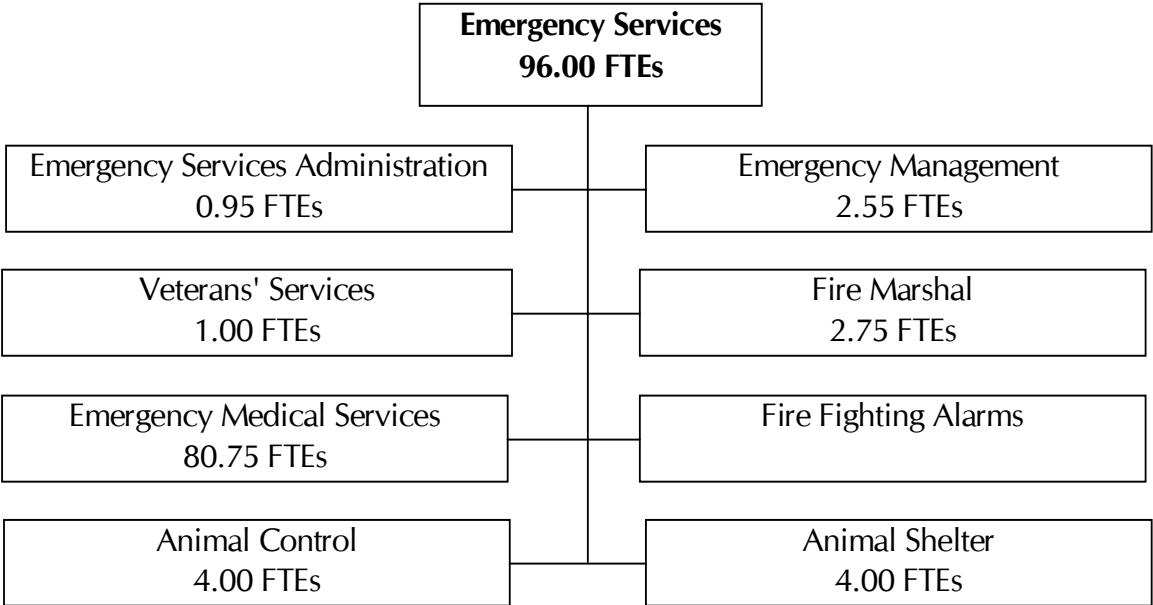 Emergency Services
96.00 FTEs
Emergency Services Administration
0.95 FTEs
Emergency Management
2.55 FTEs
Veterans' Services
1.00 FTEs
Fire Marshal
2.75 FTEs
Emergency Medical Services
80.75 FTEs
Fire Fighting Alarms
Animal Control
4.00 FTEs
Animal Shelter
4.00 FTEs